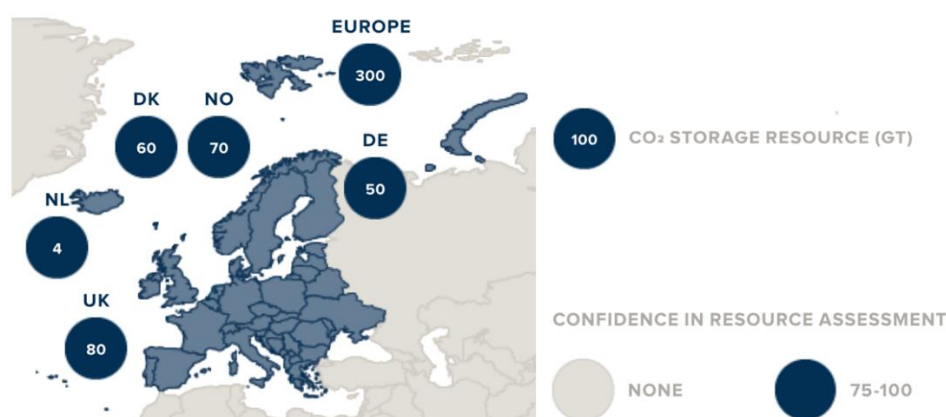 EUROPE
300
DK
NO
60
70
DE
50
100
CO₂ STORAGE RESOURCE (GT)
NL
4
UK
80
CONFIDENCE IN RESOURCE ASSESSMENT
NONE
75-100